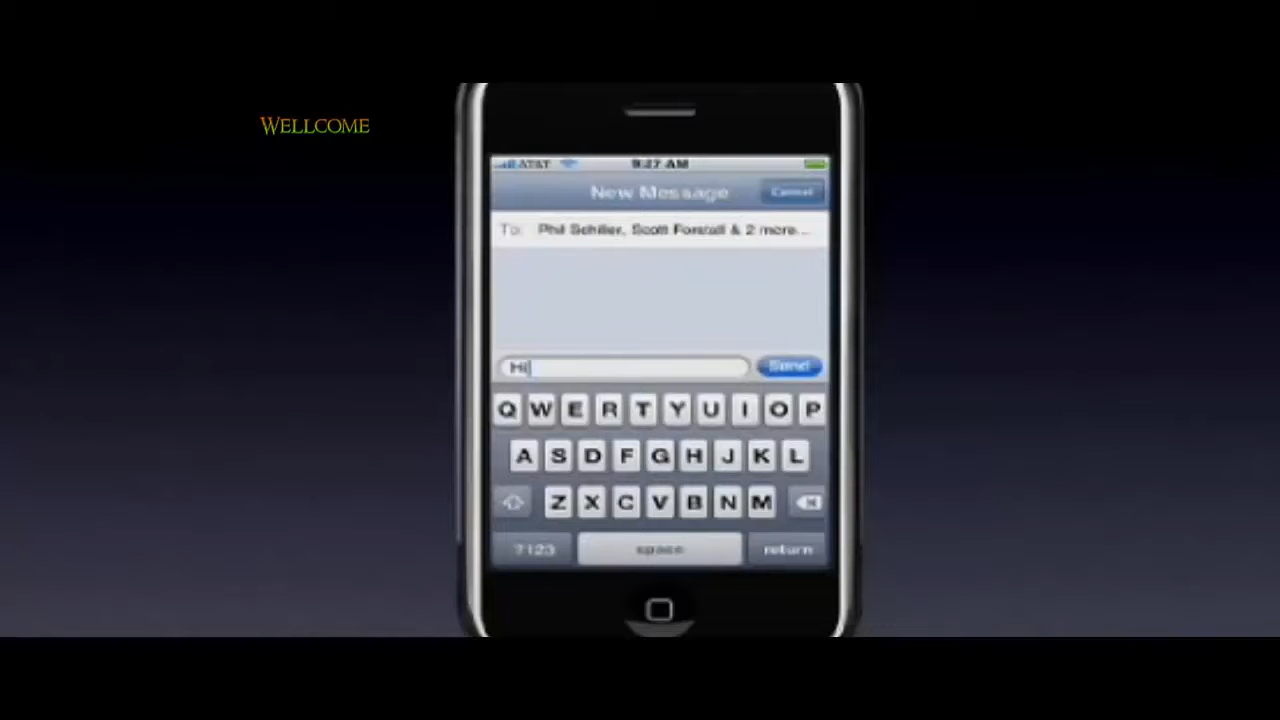 WELLCOME
AT&T 9:27 AM
New Message Cancel
To: Phil Schiller, Scott Forstall & 2 more...
Hi Send
Q W E R T Y U I O P
A S D F G H J K L
Z X C V B N M
?123 space return